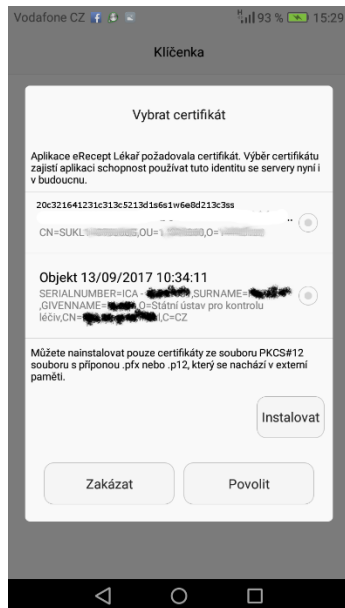 Vodafone CZ 93 % 15:29
Klíčenka
Vybrat certifikát
Aplikace eRecept Lékař požadovala certifikát. Výběr certifikátu
zajistí aplikaci schopnost používat tuto identitu se servery nyní i
v budoucnu.
20c321641231c313c5213d1s6s1w6e8d213c3ss
CN=SUKL ,OU= ,O=
Objekt 13/09/2017 10:34:11
SERIALNUMBER=ICA - ,SURNAME=
,GIVENNAME= ,O=Státní ústav pro kontrolu
léčiv,CN= ,C=CZ
Můžete nainstalovat pouze certifikáty ze souboru PKCS#12
souboru s příponou .pfx nebo .p12, který se nachází v externí
paměti.
Instalovat
Zakázat Povolit